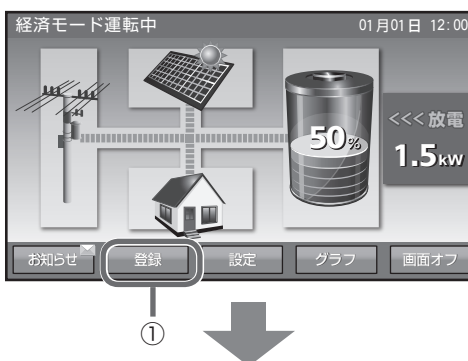 経済モード運転中 01月01日 12:00
50%
<<< 放電
1.5kW
お知らせ 登録 設定 グラフ 画面オフ
①